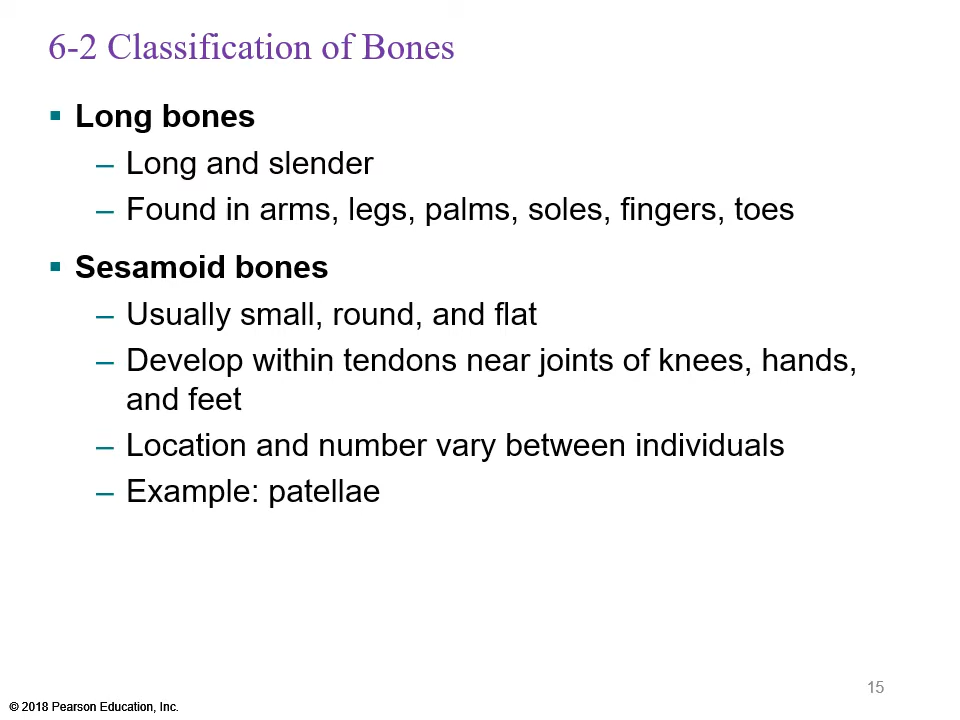 6-2 Classification of Bones
▪ Long bones
– Long and slender
– Found in arms, legs, palms, soles, fingers, toes
▪ Sesamoid bones
– Usually small, round, and flat
– Develop within tendons near joints of knees, hands,
and feet
– Location and number vary between individuals
– Example: patellae
15
© 2018 Pearson Education, Inc.